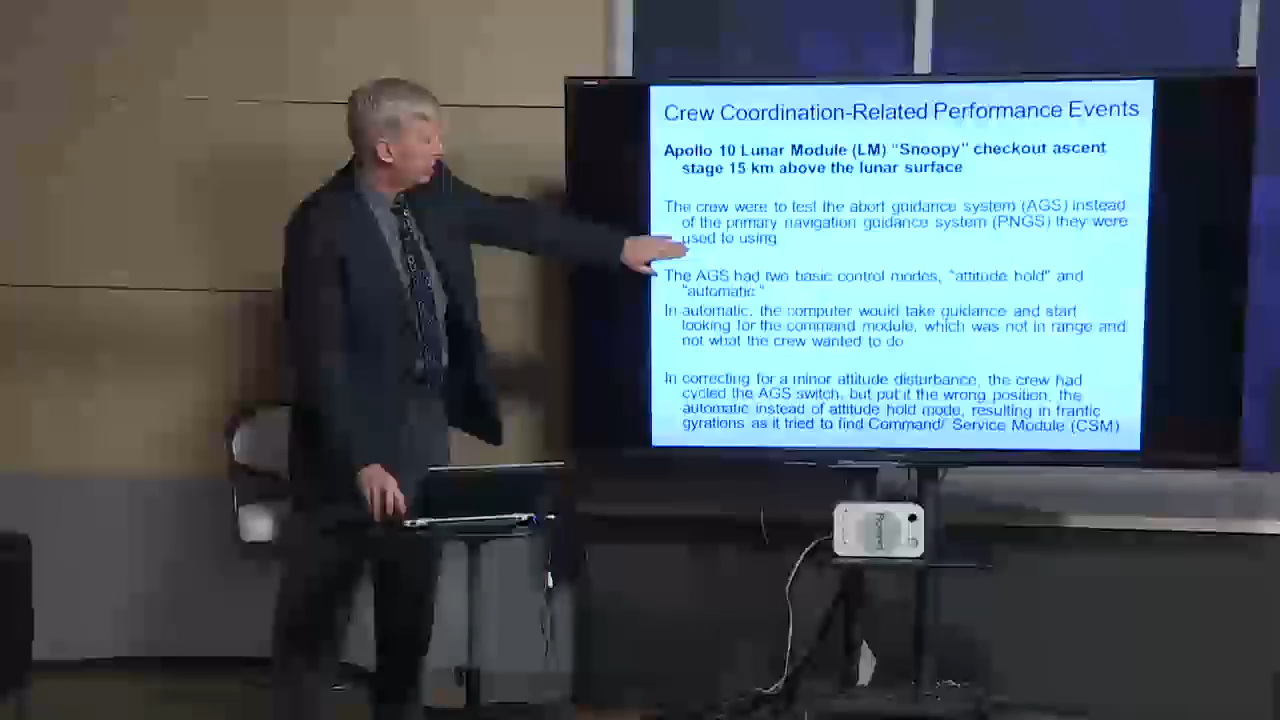 Crew Coordination-Related Performance Events
Apollo 10 Lunar Module (LM) "Snoopy" checkout ascent
stage 15 km above the lunar surface
The crew were to test the abort guidance system (AGS) instead
of the primary navigation guidance system (PNGS) they were
used to using
The AGS had two basic control modes, "attitude hold" and
"automatic."
In automatic, the computer would take guidance and start
looking for the command module, which was not in range and
not what the crew wanted to do
In correcting for a minor attitude disturbance, the crew had
cycled the AGS switch, but put it the wrong position, the
automatic instead of attitude hold mode, resulting in frantic
gyrations as it tried to find Command/ Service Module (CSM)